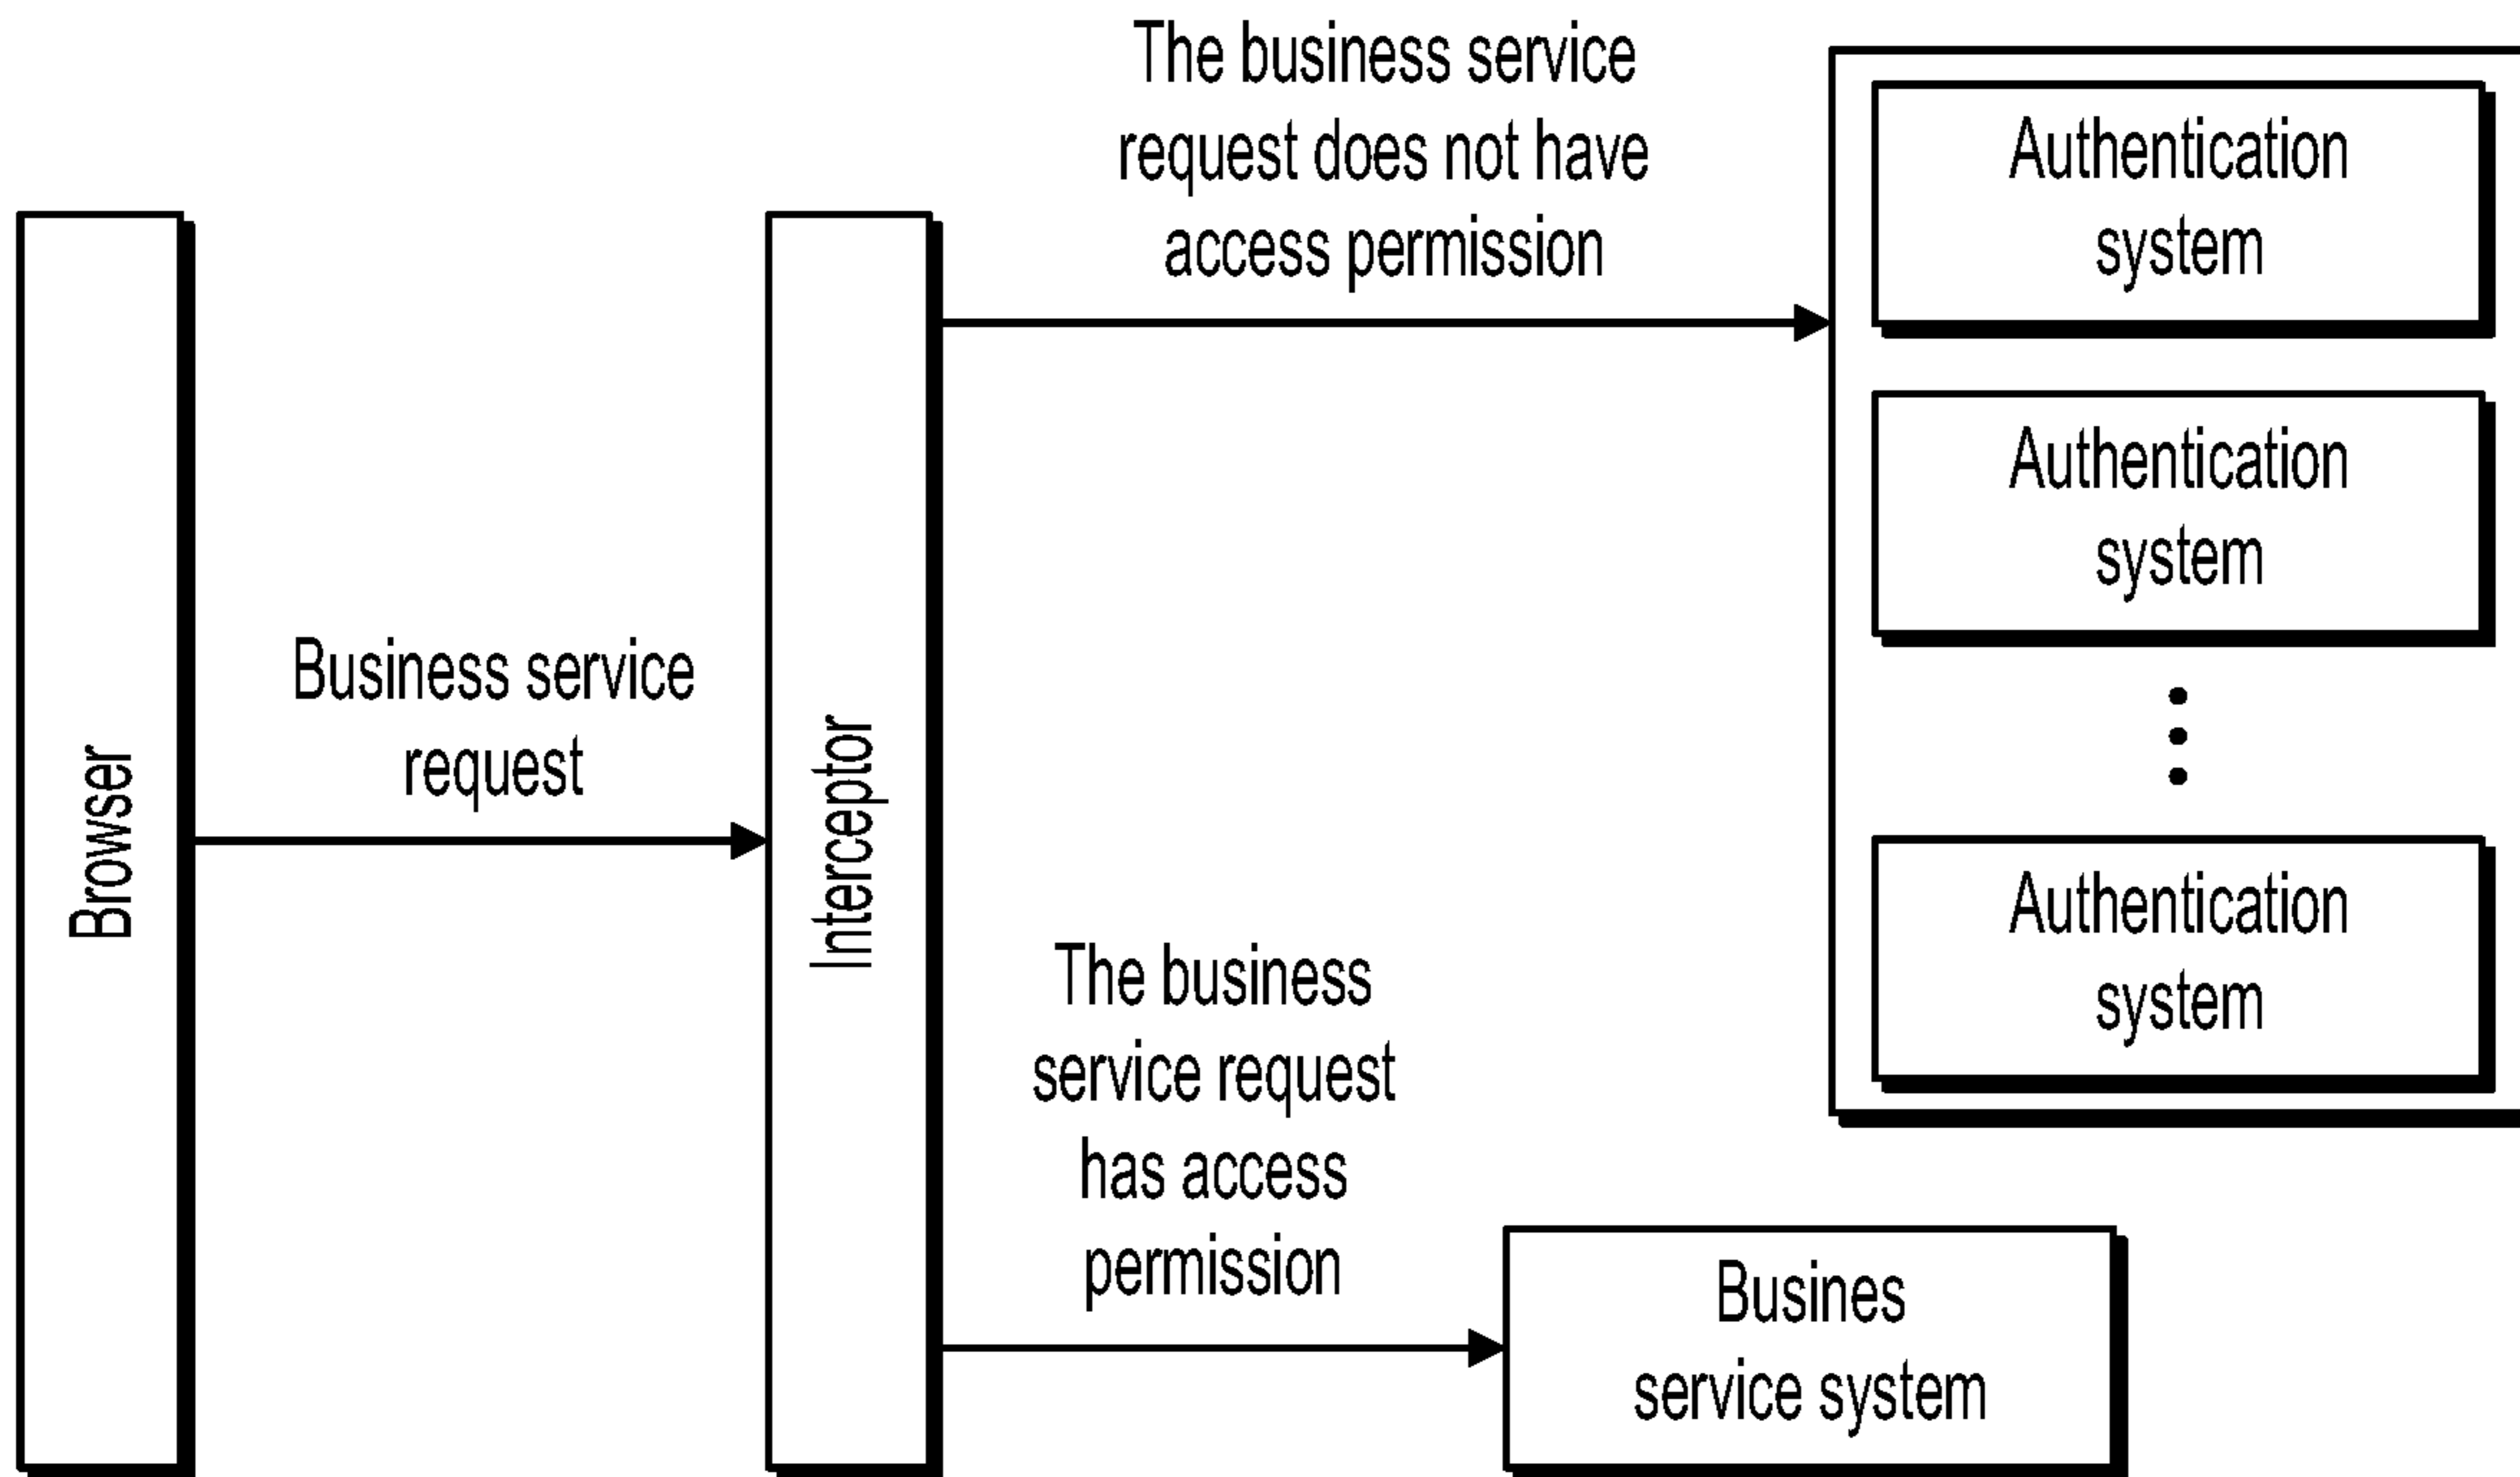 Browser
Business service
request
Interceptor
The business service
request does not have
access permission
Authentication
system
Authentication
system
Authentication
system
The business
service request
has access
permission
Busines
service system